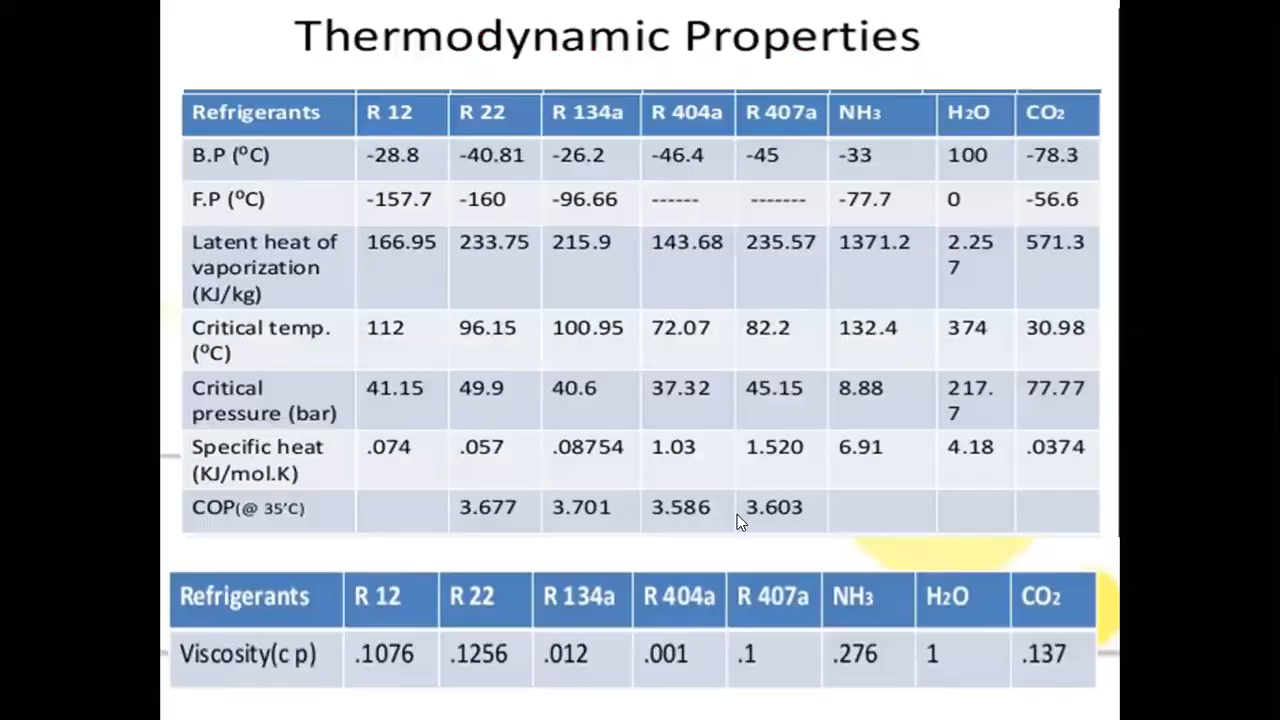 Thermodynamic Properties
Refrigerants R 12 R 22 R 134a R 404a R 407a NH3 H2O CO2
B.P (⁰C) -28.8 -40.81 -26.2 -46.4 -45 -33 100 -78.3
F.P (⁰C) -157.7 -160 -96.66 ------ ------- -77.7 0 -56.6
Latent heat of 166.95 233.75 215.9 143.68 235.57 1371.2 2.25 571.3
vaporization 7
(KJ/kg)
Critical temp. 112 96.15 100.95 72.07 82.2 132.4 374 30.98
(⁰C)
Critical 41.15 49.9 40.6 37.32 45.15 8.88 217. 77.77
pressure (bar) 7
Specific heat .074 .057 .08754 1.03 1.520 6.91 4.18 .0374
(KJ/mol.K)
COP(@ 35’C) 3.677 3.701 3.586 3.603
Refrigerants R 12 R 22 R 134a R 404a R 407a NH3 H2O CO2
Viscosity(c p) .1076 .1256 .012 .001 .1 .276 1 .137